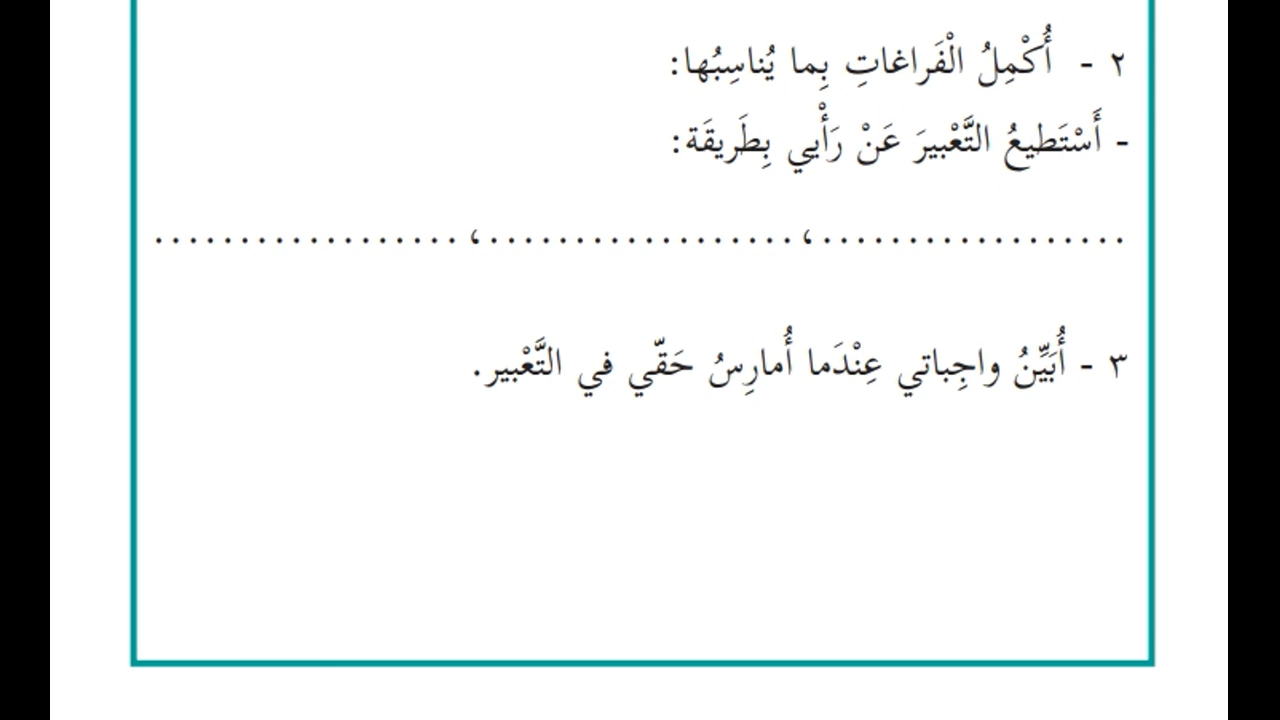 ٢ - أُكْمِلُ الْفَراغاتِ بِما يُناسِبُها:
- أَسْتَطيعُ التَّعْبيرَ عَنْ رَأْيي بِطَريقَة:
..................،..................،..................
٣ - أُبَيِّنُ واجِباتي عِنْدَما أُمارِسُ حَقّي في التَّعْبير.